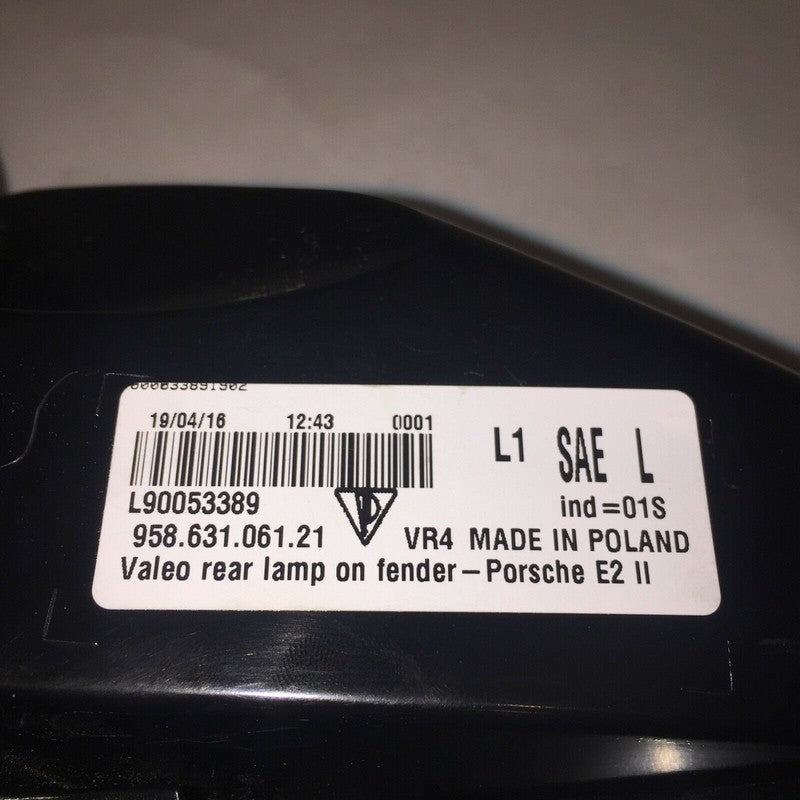 19/04/16 12:43 0001
L1 SAE L
L90053389
ind=01S
958.631.061.21 VR4 MADE IN POLAND
Valeo rear lamp on fender-Porsche E2 II